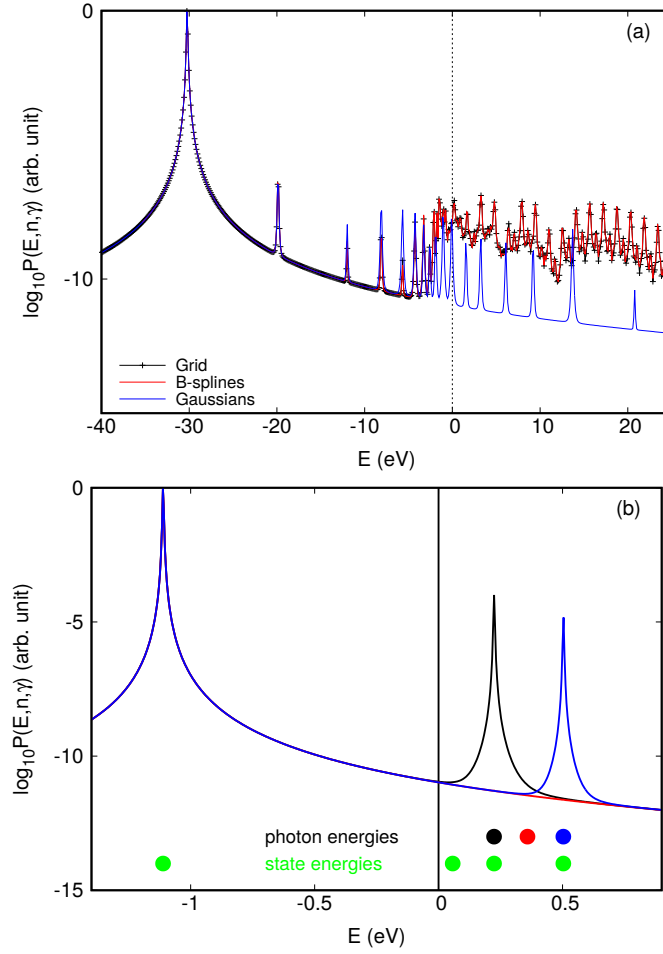 (a)
0
-10
log10P(E,n,γ) (arb. unit)
Grid
B-splines
Gaussians
-40 -30 -20 -10 0 10 20
E (eV)
(b)
0
-5
-10
-15
log10P(E,n,γ) (arb. unit)
photon energies
state energies
-1 -0.5 0 0.5
E (eV)